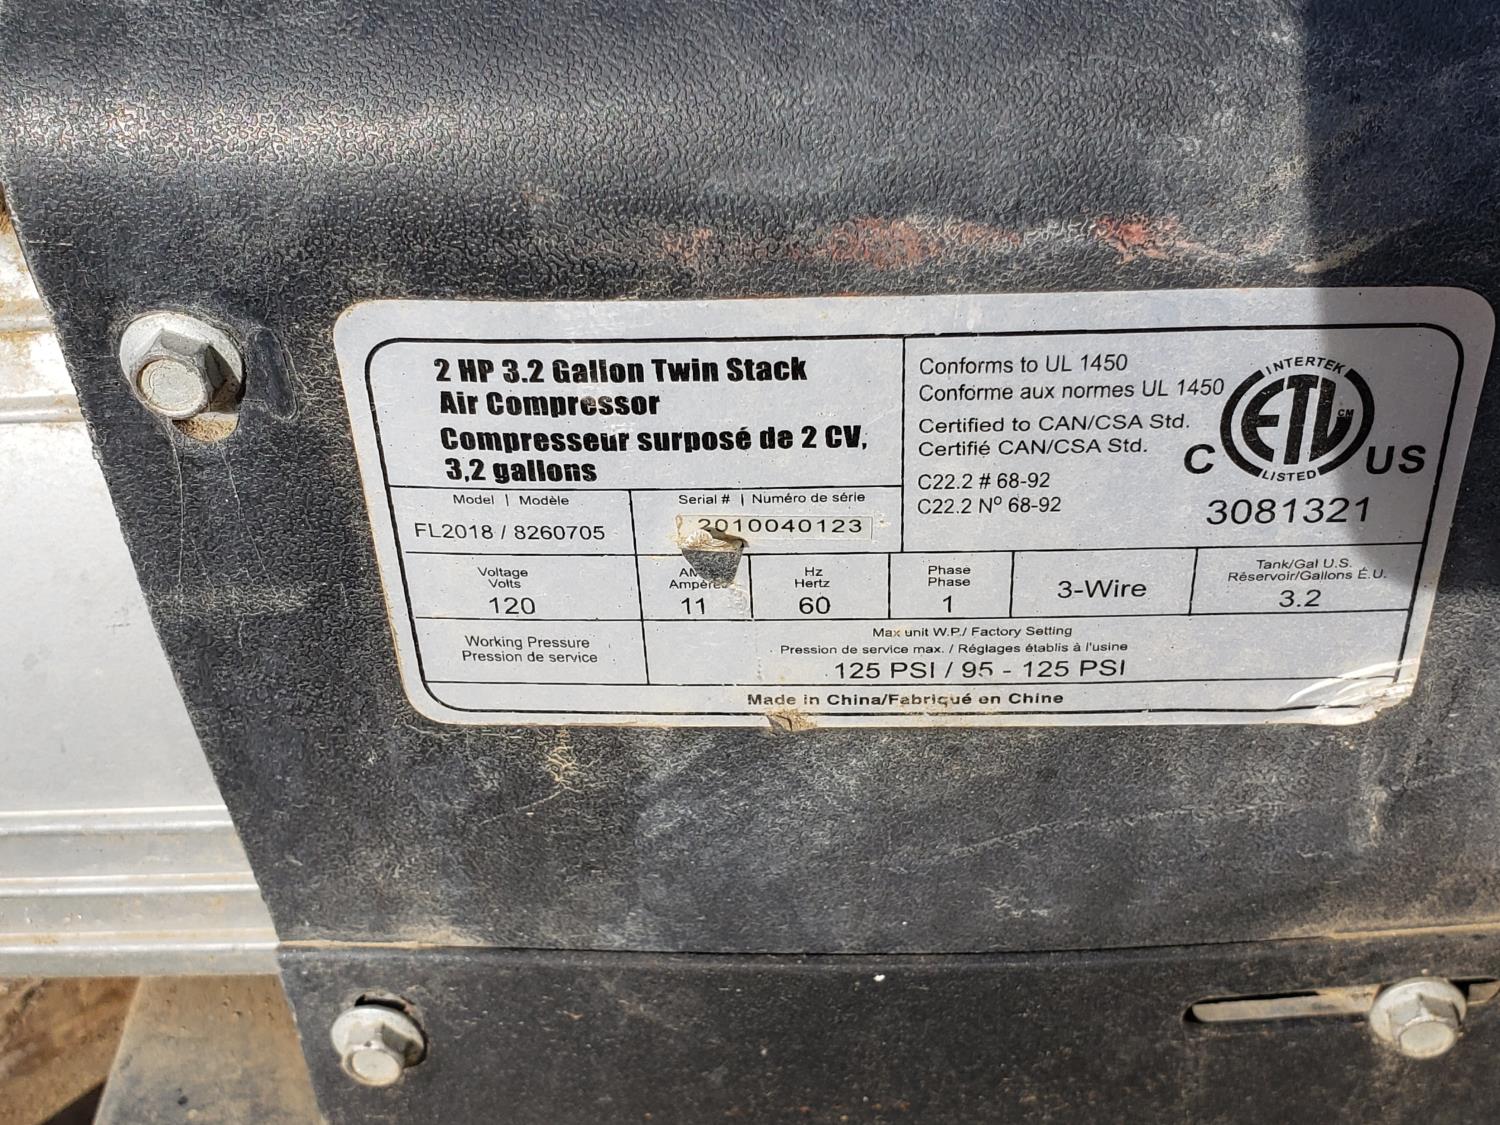 2 HP 3.2 Gallon Twin Stack
Air Compressor
Compresseur surposé de 2 CV,
3,2 gallons
Conforms to UL 1450
Conforme aux normes UL 1450
Certified to CAN/CSA Std.
Certifié CAN/CSA Std.
C22.2 # 68-92
C22.2 Nº 68-92
INTERTEK
ETL CM
LISTED
C US
3081321
Model | Modèle
FL2018 / 8260705
Serial # | Numéro de série
2010040123
Voltage
Volts
120
Ampères
11
Hz
Hertz
60
Phase
Phase
1
3-Wire
Tank/Gal U.S.
Réservoir/Gallons É.U.
3.2
Working Pressure
Pression de service
Max unit W.P./ Factory Setting
Pression de service max. / Réglages établis à l'usine
125 PSI / 95 - 125 PSI
Made in China/Fabriqué en Chine